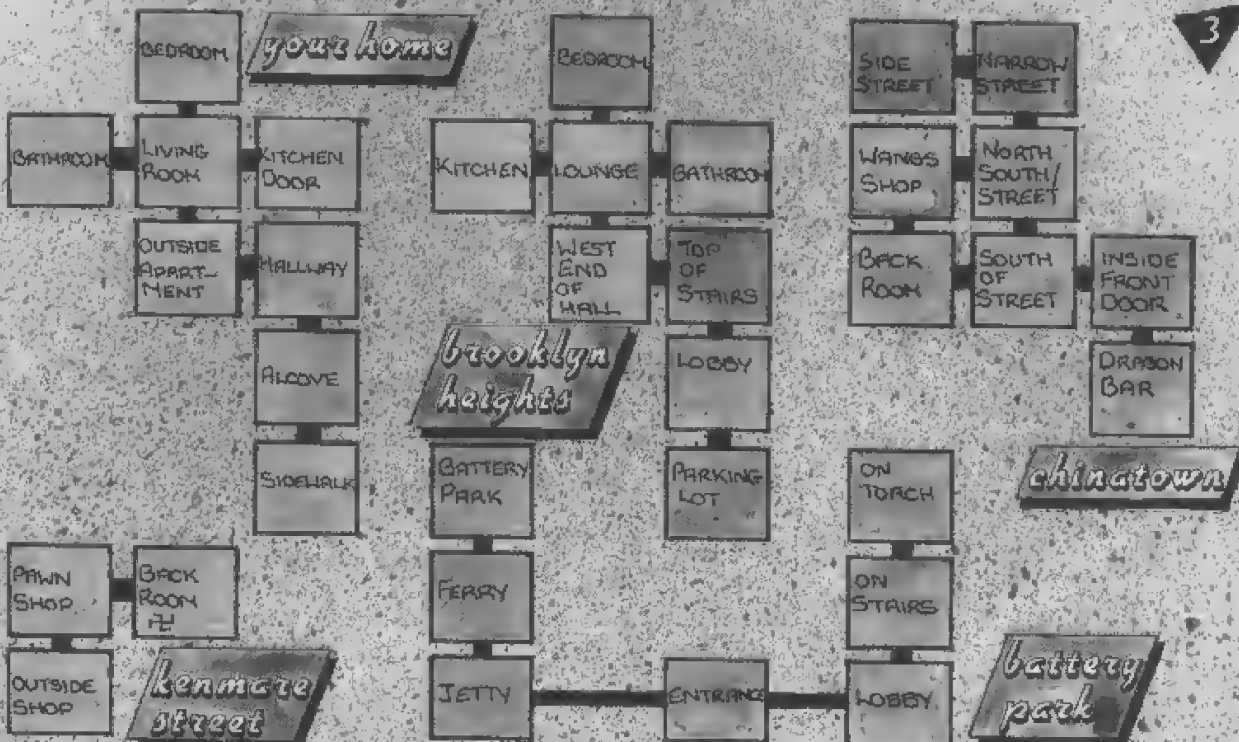 3
your home
BEDROOM
BATHROOM
LIVING
ROOM
KITCHEN
DOOR
OUTSIDE
APART-
MENT
HALLWAY
ALCOVE
SIDEWALK
brooklyn
heights
BEDROOM
KITCHEN
LOUNGE
BATHROOM
WEST
END
OF
HALL
TOP
OF
STAIRS
LOBBY
PARKING
LOT
chinatown
SIDE
STREET
NARROW
STREET
WANGS
SHOP
NORTH
SOUTH/
STREET
BACK
ROOM
SOUTH
OF
STREET
INSIDE
FRONT
DOOR
DRAGON
BAR
kenmare
street
PAWN
SHOP
BACK
ROOM
OUTSIDE
SHOP
battery
park
BATTERY
PARK
FERRY
JETTY
ENTRANCE
LOBBY.
ON
STAIRS
ON
TORCH